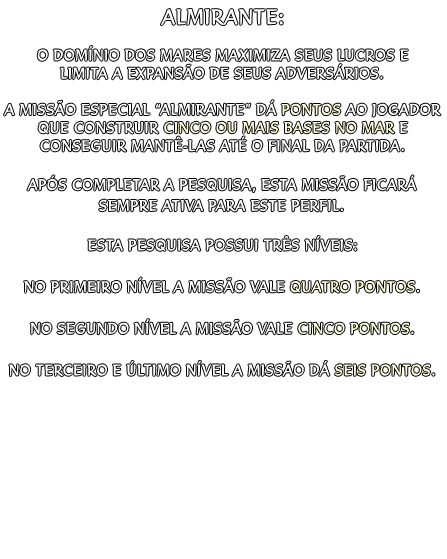 ALMIRANTE:
O DOMÍNIO DOS MARES MAXIMIZA SEUS LUCROS E
LIMITA A EXPANSÃO DE SEUS ADVERSÁRIOS.
A MISSÃO ESPECIAL "ALMIRANTE" DÁ PONTOS AO JOGADOR
QUE CONSTRUIR CINCO OU MAIS BASES NO MAR E
CONSEGUIR MANTÊ-LAS ATÉ O FINAL DA PARTIDA.
APÓS COMPLETAR A PESQUISA, ESTA MISSÃO FICARÁ
SEMPRE ATIVA PARA ESTE PERFIL.
ESTA PESQUISA POSSUI TRÊS NÍVEIS:
NO PRIMEIRO NÍVEL A MISSÃO VALE QUATRO PONTOS.
NO SEGUNDO NÍVEL A MISSÃO VALE CINCO PONTOS.
NO TERCEIRO E ÚLTIMO NÍVEL A MISSÃO DÁ SEIS PONTOS.